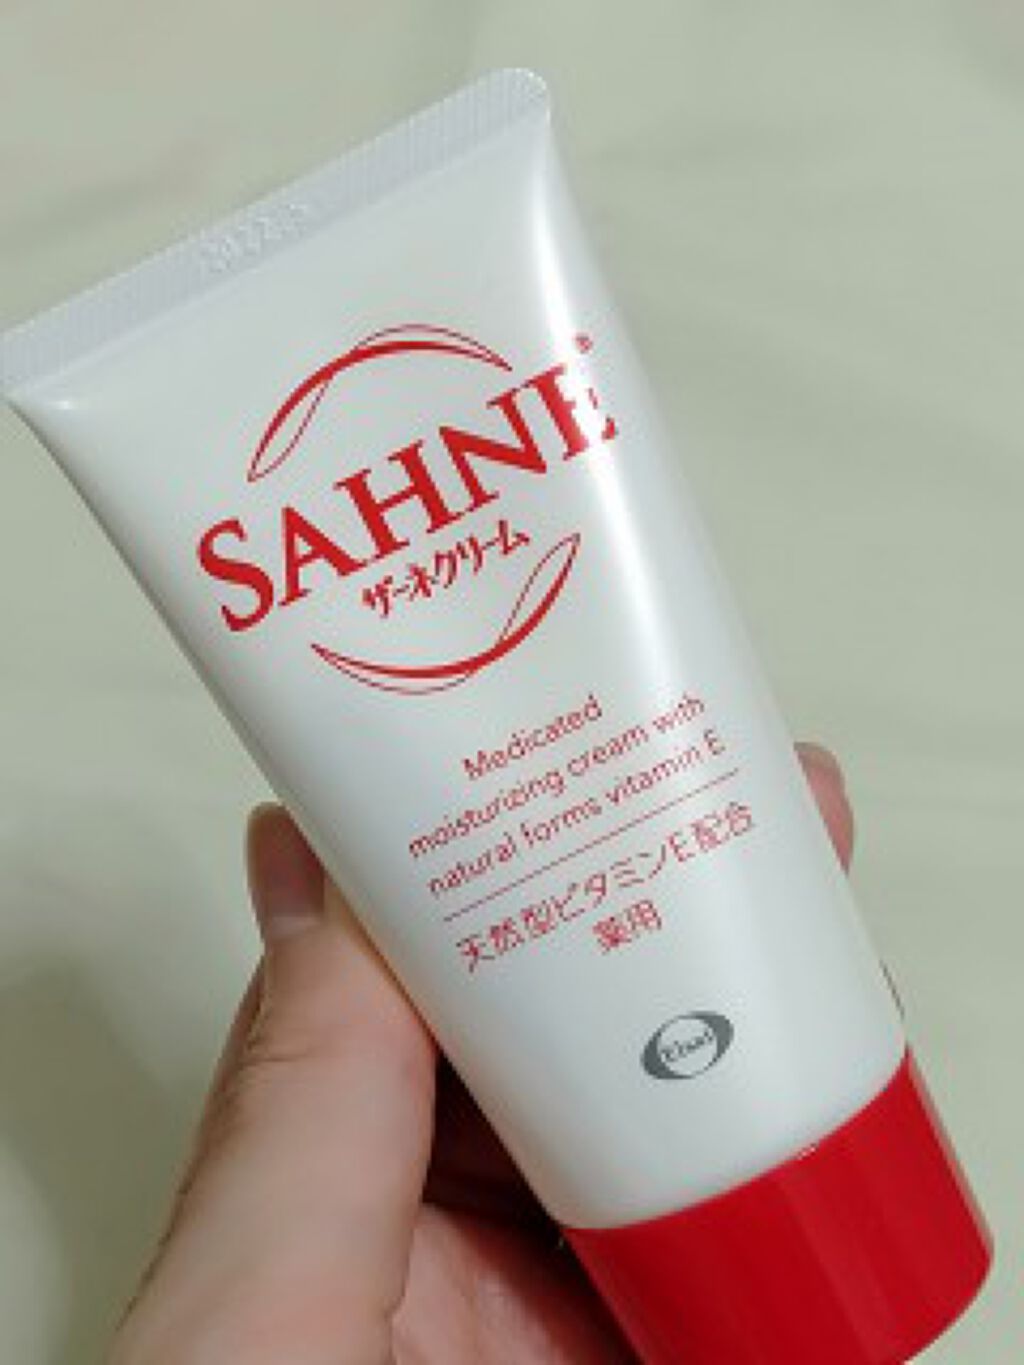 SAHNE®
ザーネクリーム
Medicated
moisturizing cream with
natural forms vitamin E
天然型ビタミンE配合
薬用
Eisai